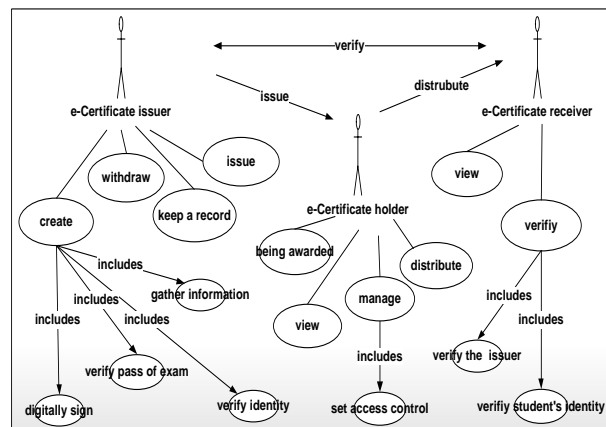 verify
issue
distrubute
e-Certificate issuer
e-Certificate receiver
e-Certificate holder
withdraw
issue
keep a record
create
view
verifiy
being awarded
distribute
view
manage
includes
gather information
includes
includes
includes
verify pass of exam
digitally sign
verify identity
includes
set access control
includes
includes
verify the issuer
verifiy student's identity